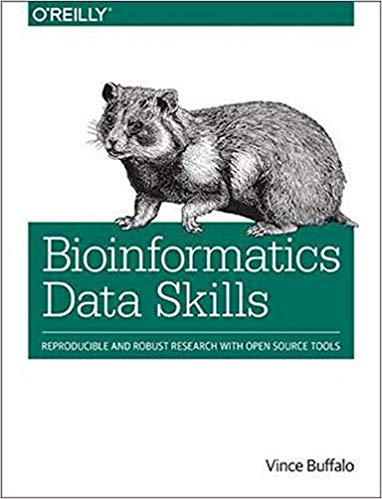 O'REILLY®
Bioinformatics
Data Skills
REPRODUCIBLE AND ROBUST RESEARCH WITH OPEN SOURCE TOOLS
Vince Buffalo